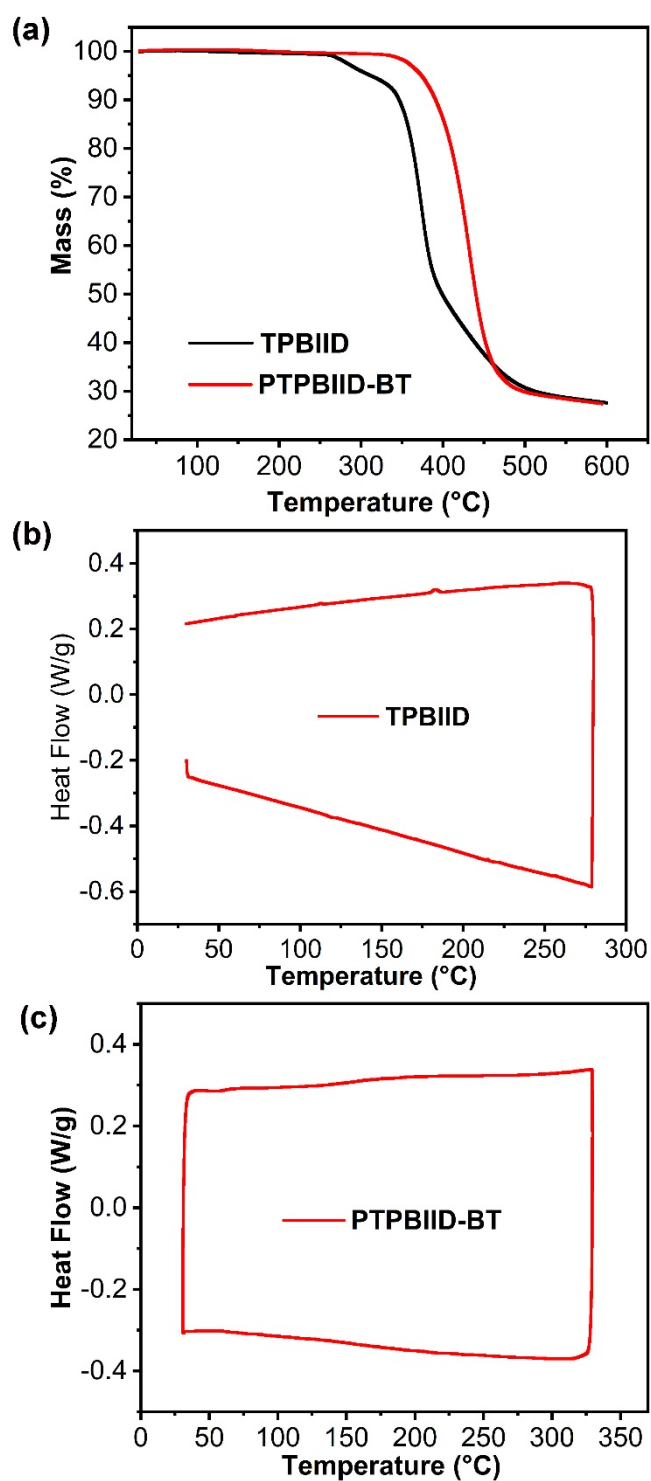 (a)
100
90
80
70
60
50
40
30
20
Mass (%)
TPBIID
PTPBIID-BT
100 200 300 400 500 600
Temperature (°C)
(b)
0.4
0.2
0.0
-0.2
-0.4
-0.6
Heat Flow (W/g)
TPBIID
0 50 100 150 200 250 300
Temperature (°C)
(c)
0.4
0.2
0.0
-0.2
-0.4
Heat Flow (W/g)
PTPBIID-BT
0 50 100 150 200 250 300 350
Temperature (°C)